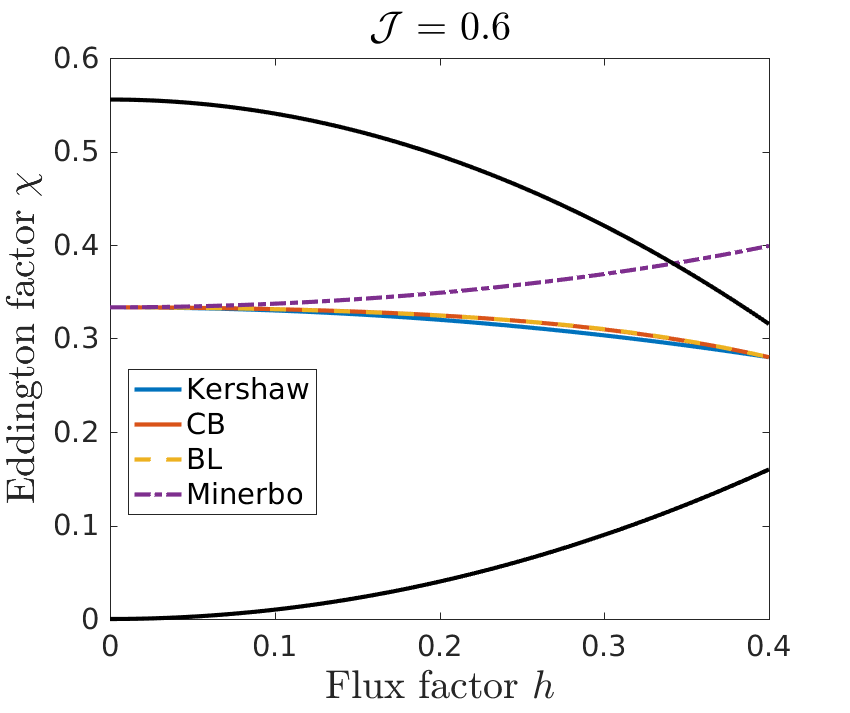 𝒥 = 0.6
0.6
0.5
0.4
0.3
0.2
0.1
0
Eddington factor χ
Kershaw
CB
BL
Minerbo
0 0.1 0.2 0.3 0.4
Flux factor h